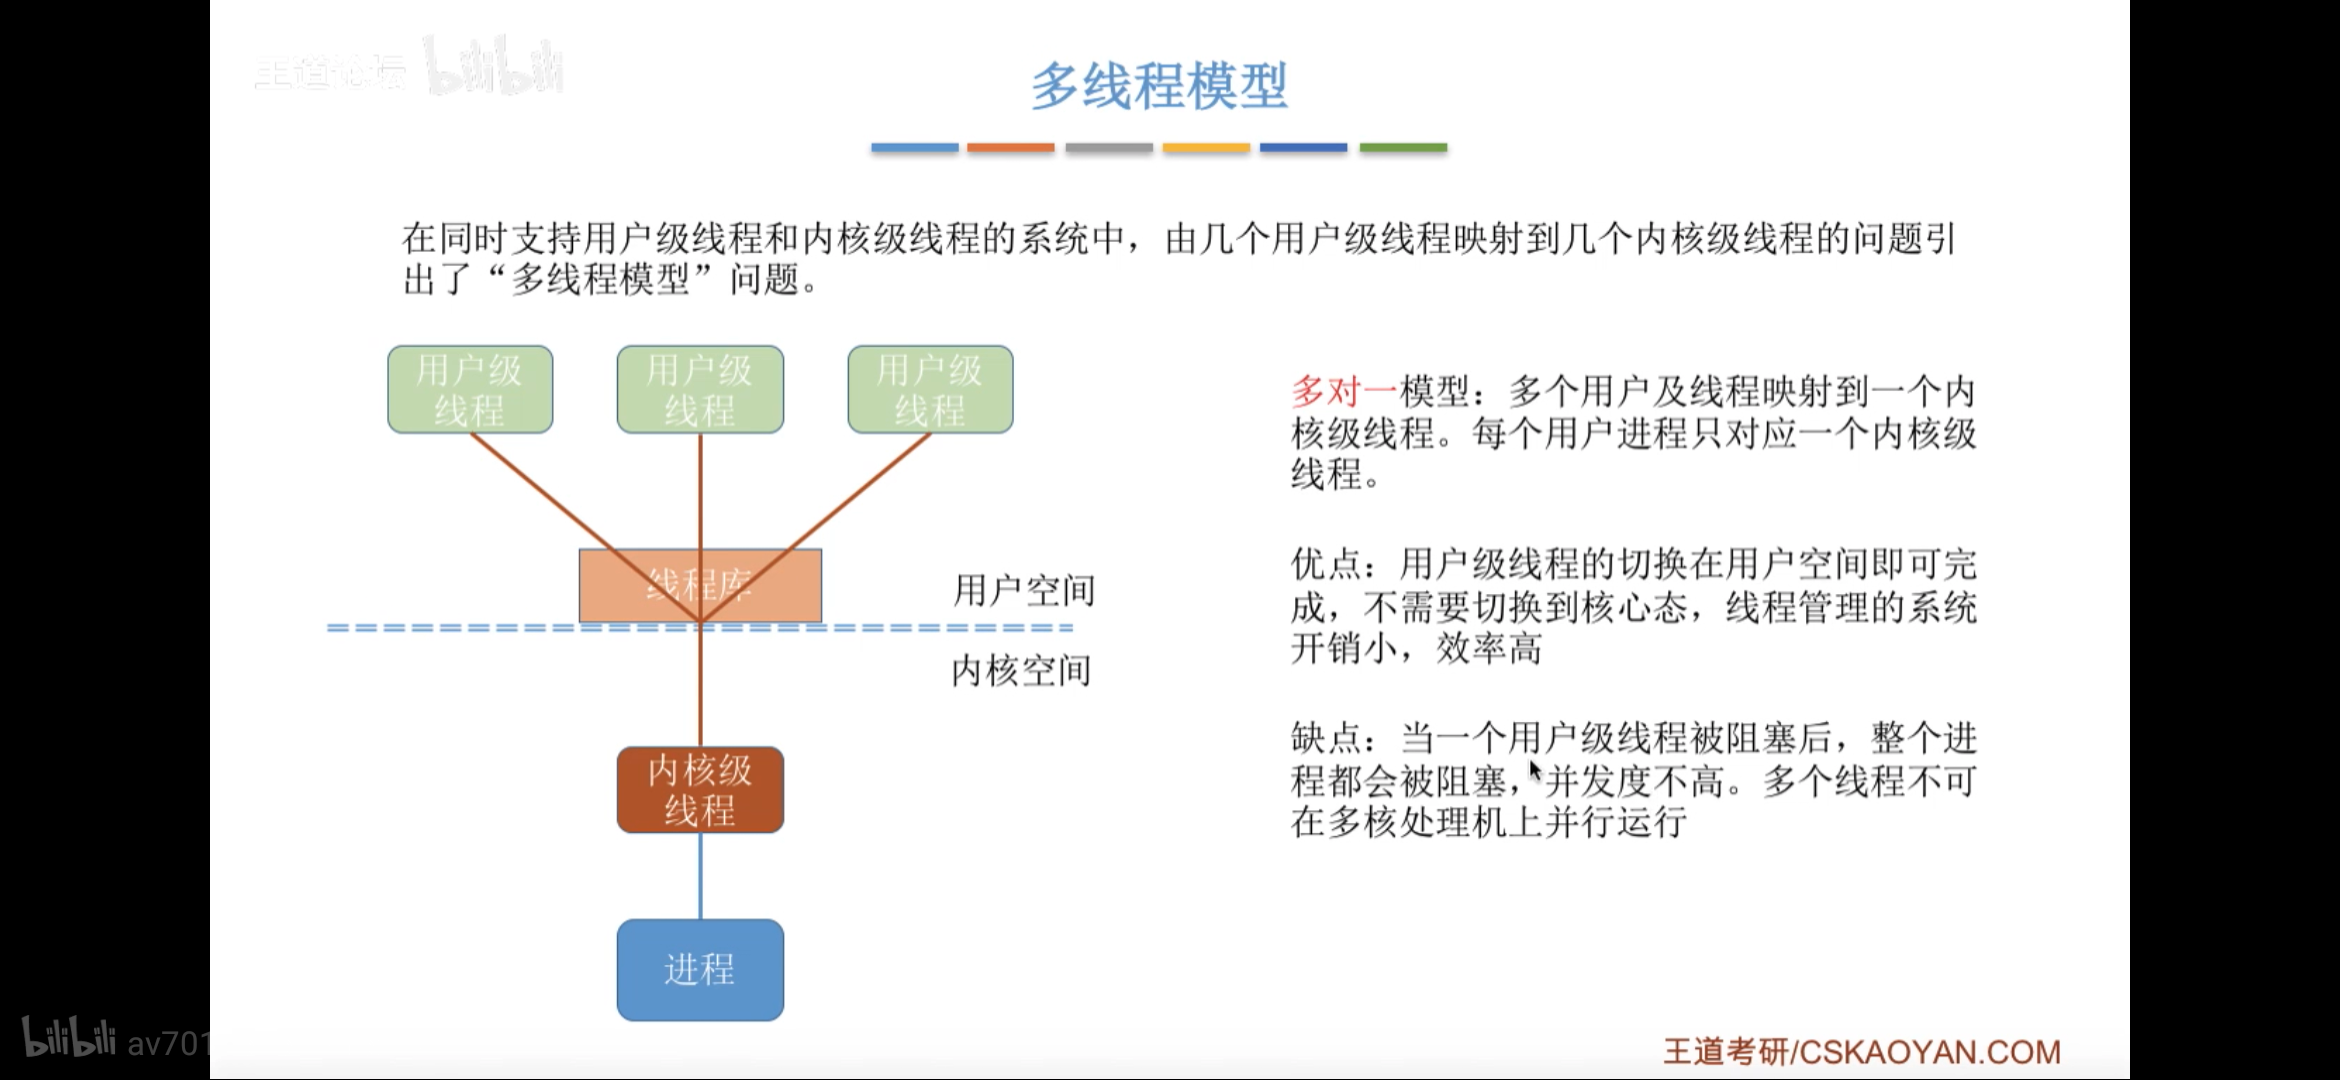 王道论坛 bilibili
多线程模型
在同时支持用户级线程和内核级线程的系统中，由几个用户级线程映射到几个内核级线程的问题引
出了“多线程模型”问题。
用户级
线程
用户级
线程
用户级
线程
线程库
用户空间
内核空间
内核级
线程
进程
多对一模型：多个用户及线程映射到一个内
核级线程。每个用户进程只对应一个内核级
线程。
优点：用户级线程的切换在用户空间即可完
成，不需要切换到核心态，线程管理的系统
开销小，效率高
缺点：当一个用户级线程被阻塞后，整个进
程都会被阻塞，并发度不高。多个线程不可
在多核处理机上并行运行
bilibili av701
王道考研/CSKAOYAN.COM